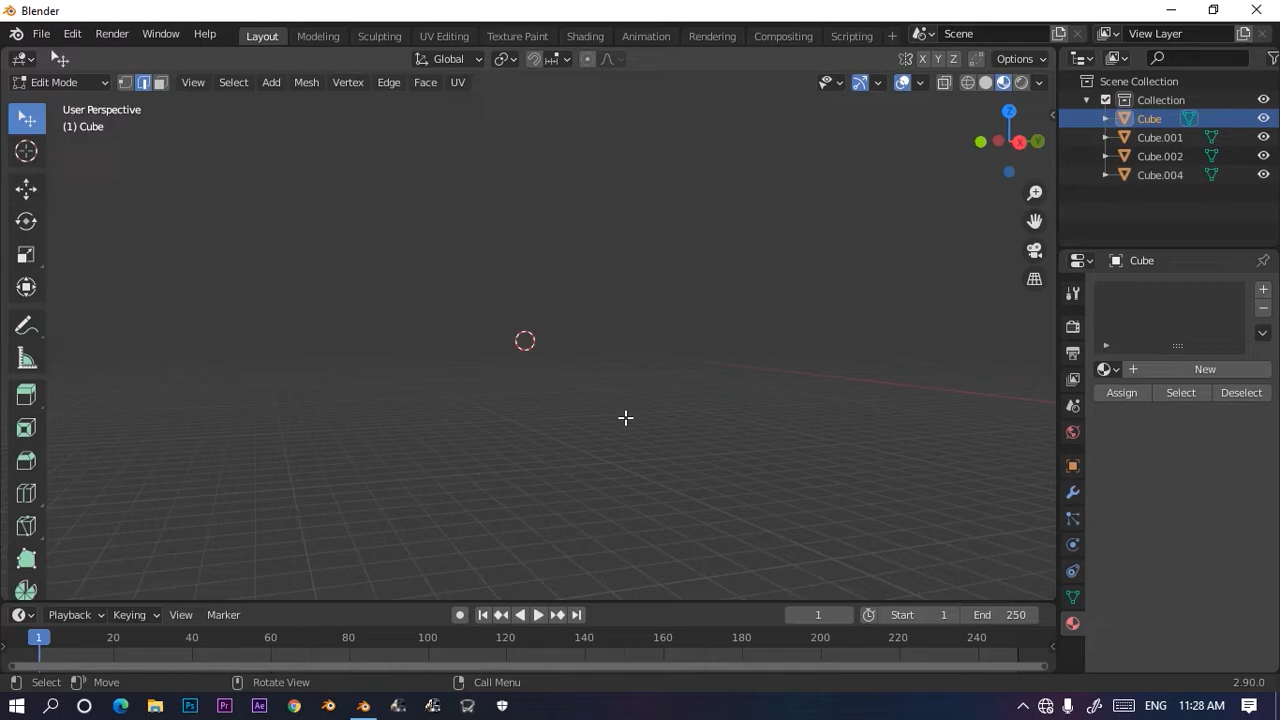 Blender
File Edit Render Window Help
Layout Modeling Sculpting UV Editing Texture Paint Shading Animation Rendering Compositing Scripting + Scene View Layer
Global X Y Z Options
Edit Mode View Select Add Mesh Vertex Edge Face UV
User Perspective
(1) Cube
Z
X
Y
Scene Collection
Collection
Cube
Cube.001
Cube.002
Cube.004
Cube
New
Assign Select Deselect
Playback Keying View Marker 1 Start 1 End 250
1 20 40 60 80 100 120 140 160 180 200 220 240
Select Move Rotate View Call Menu 2.90.0
Ps Pr Ae ENG 11:28 AM